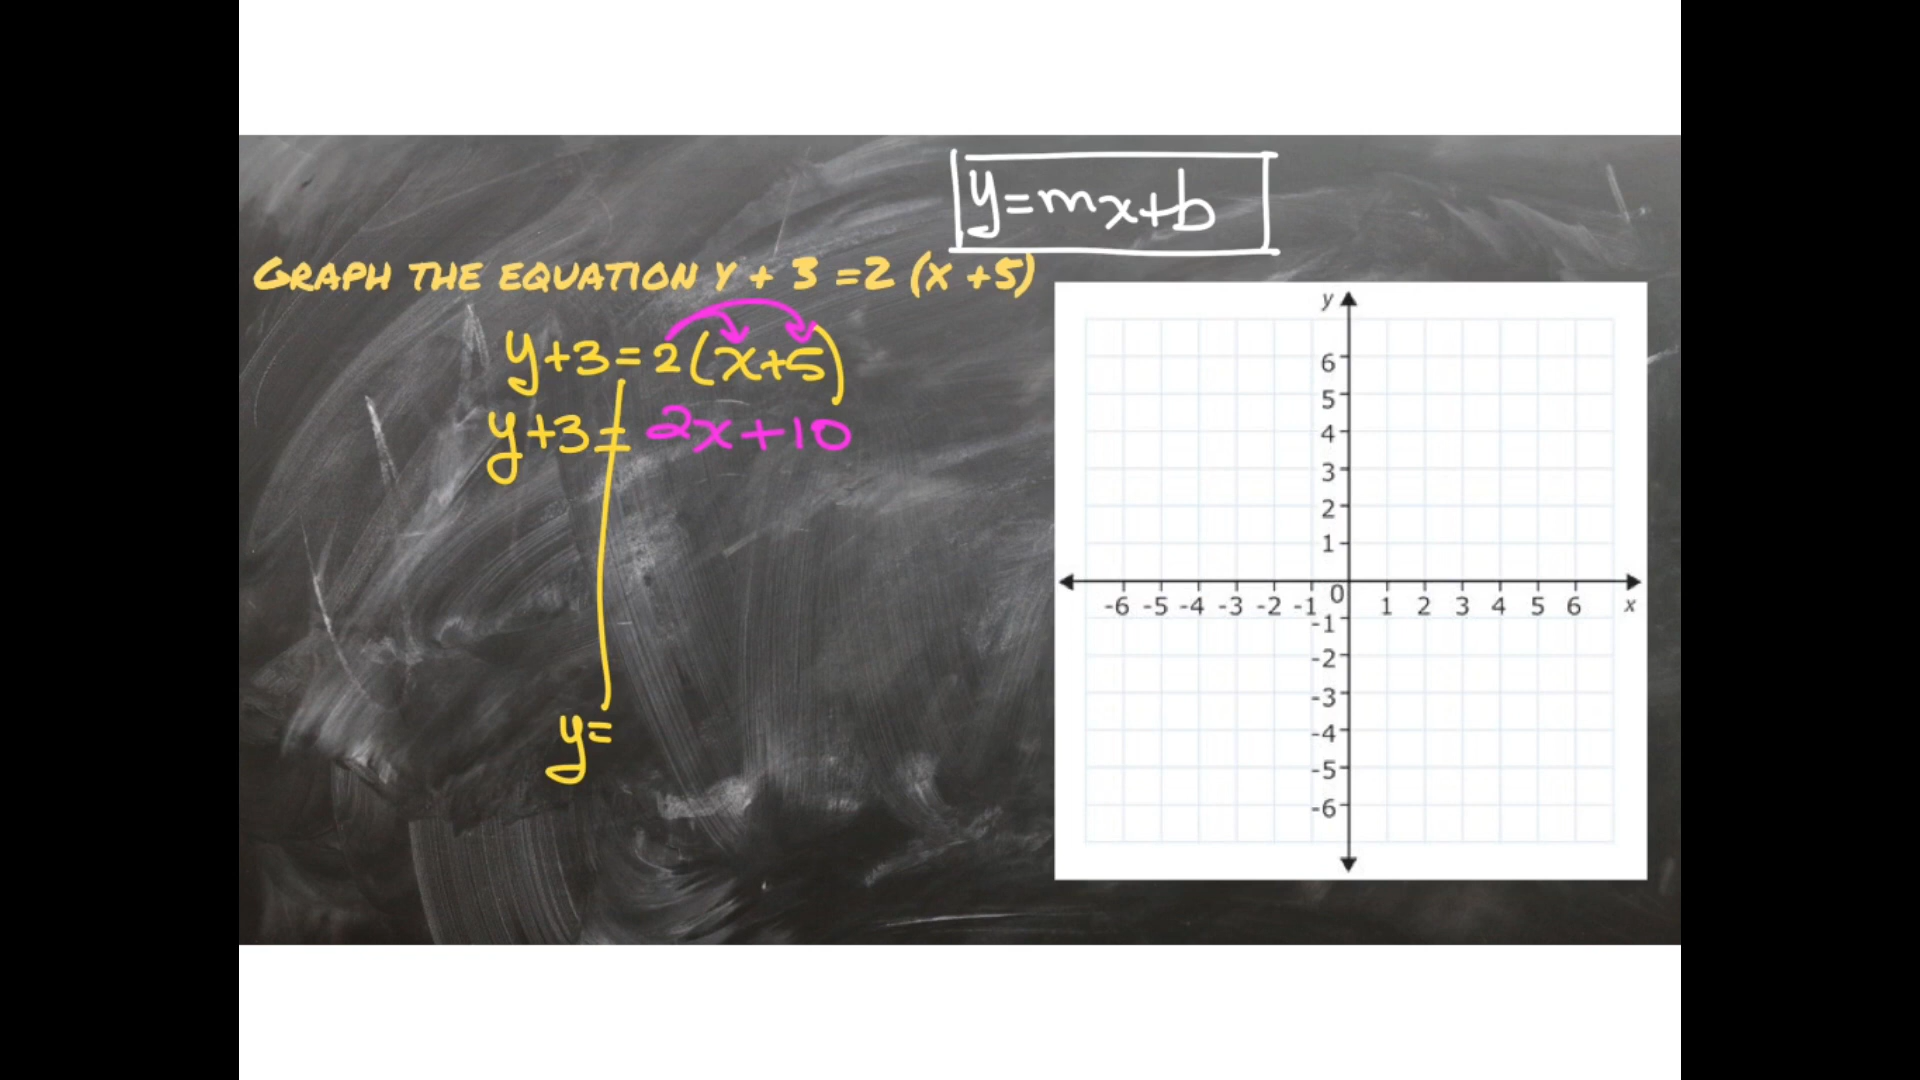 y=mx+b
GRAPH THE EQUATION Y + 3 =2 (X +5)
y+3=2(x+5)
y+3=2x+10
y=
y
6
5
4
3
2
1
-6 -5 -4 -3 -2 -1 0 1 2 3 4 5 6 x
-1
-2
-3
-4
-5
-6